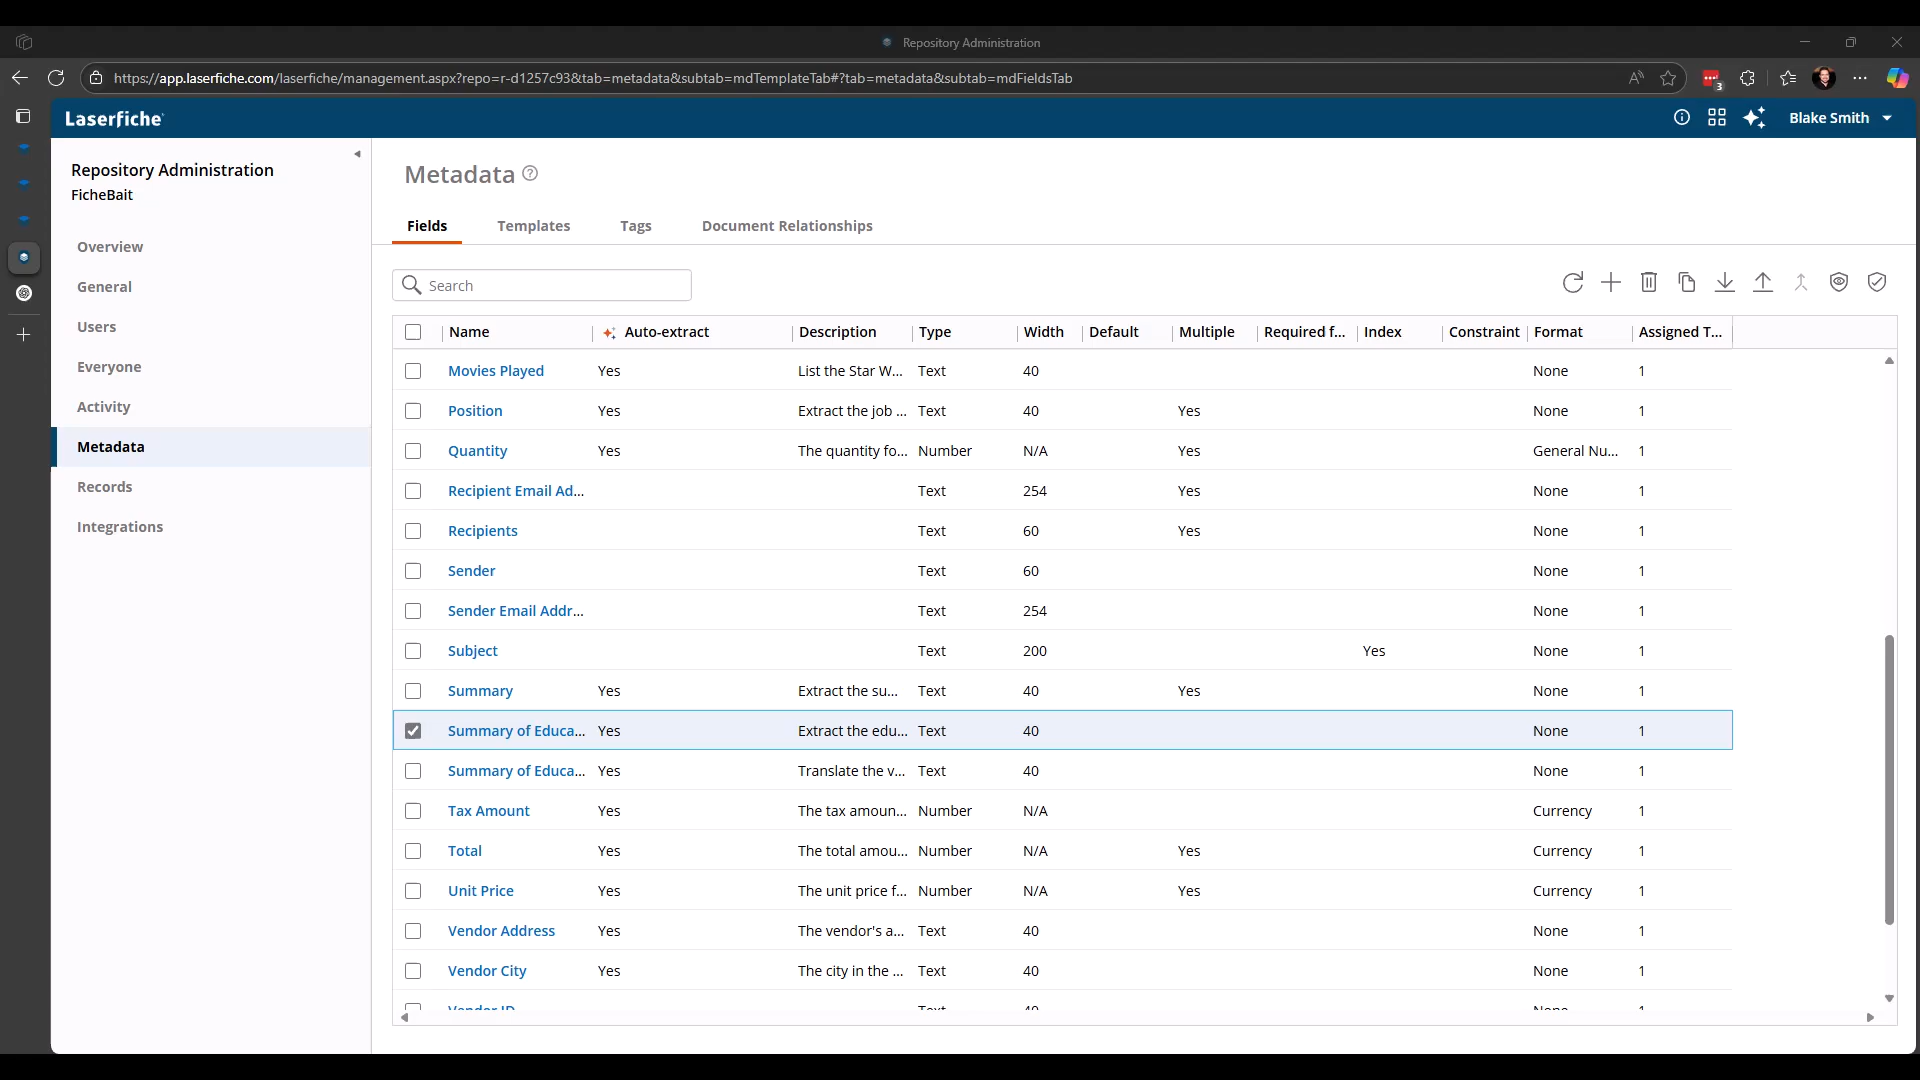 Repository Administration
https://app.laserfiche.com/laserfiche/management.aspx?repo=r-d1257c93&tab=metadata&subtab=mdTemplateTab#?tab=metadata&subtab=mdFieldsTab
3
Laserfiche
Blake Smith
Repository Administration
FicheBait
Overview
General
Users
Everyone
Activity
Metadata
Records
Integrations
Metadata
Fields Templates Tags Document Relationships
Search
Name Auto-extract Description Type Width Default Multiple Required f... Index Constraint Format Assigned T...
Movies Played Yes List the Star W... Text 40 None 1
Position Yes Extract the job ... Text 40 Yes None 1
Quantity Yes The quantity fo... Number N/A Yes General Nu... 1
Recipient Email Ad... Text 254 Yes None 1
Recipients Text 60 Yes None 1
Sender Text 60 None 1
Sender Email Addr... Text 254 None 1
Subject Text 200 Yes None 1
Summary Yes Extract the su... Text 40 Yes None 1
Summary of Educa... Yes Extract the edu... Text 40 None 1
Summary of Educa... Yes Translate the v... Text 40 None 1
Tax Amount Yes The tax amoun... Number N/A Currency 1
Total Yes The total amou... Number N/A Yes Currency 1
Unit Price Yes The unit price f... Number N/A Yes Currency 1
Vendor Address Yes The vendor's a... Text 40 None 1
Vendor City Yes The city in the ... Text 40 None 1
Vendor ID Text 40 None 1